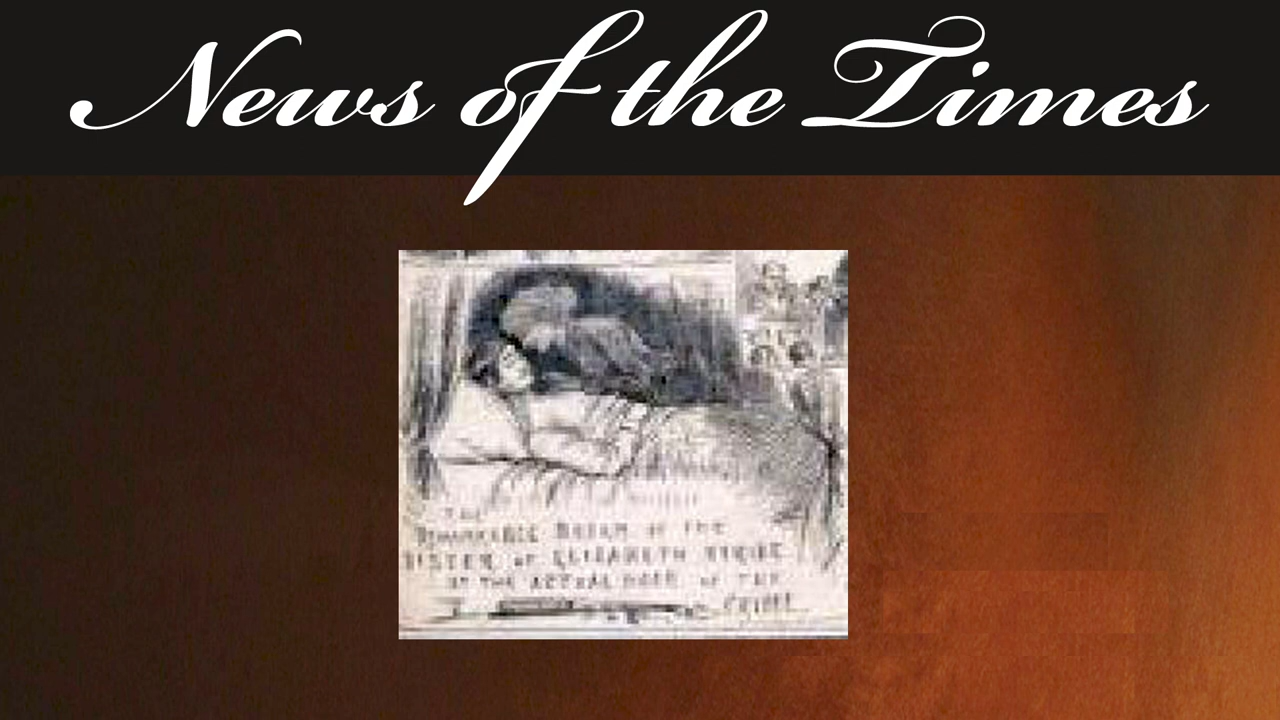 News of the Times
THE
REMARKABLE DREAM OF THE
SISTER OF ELIZABETH STRIDE
AT THE ACTUAL HOUR OF THE
CRIME